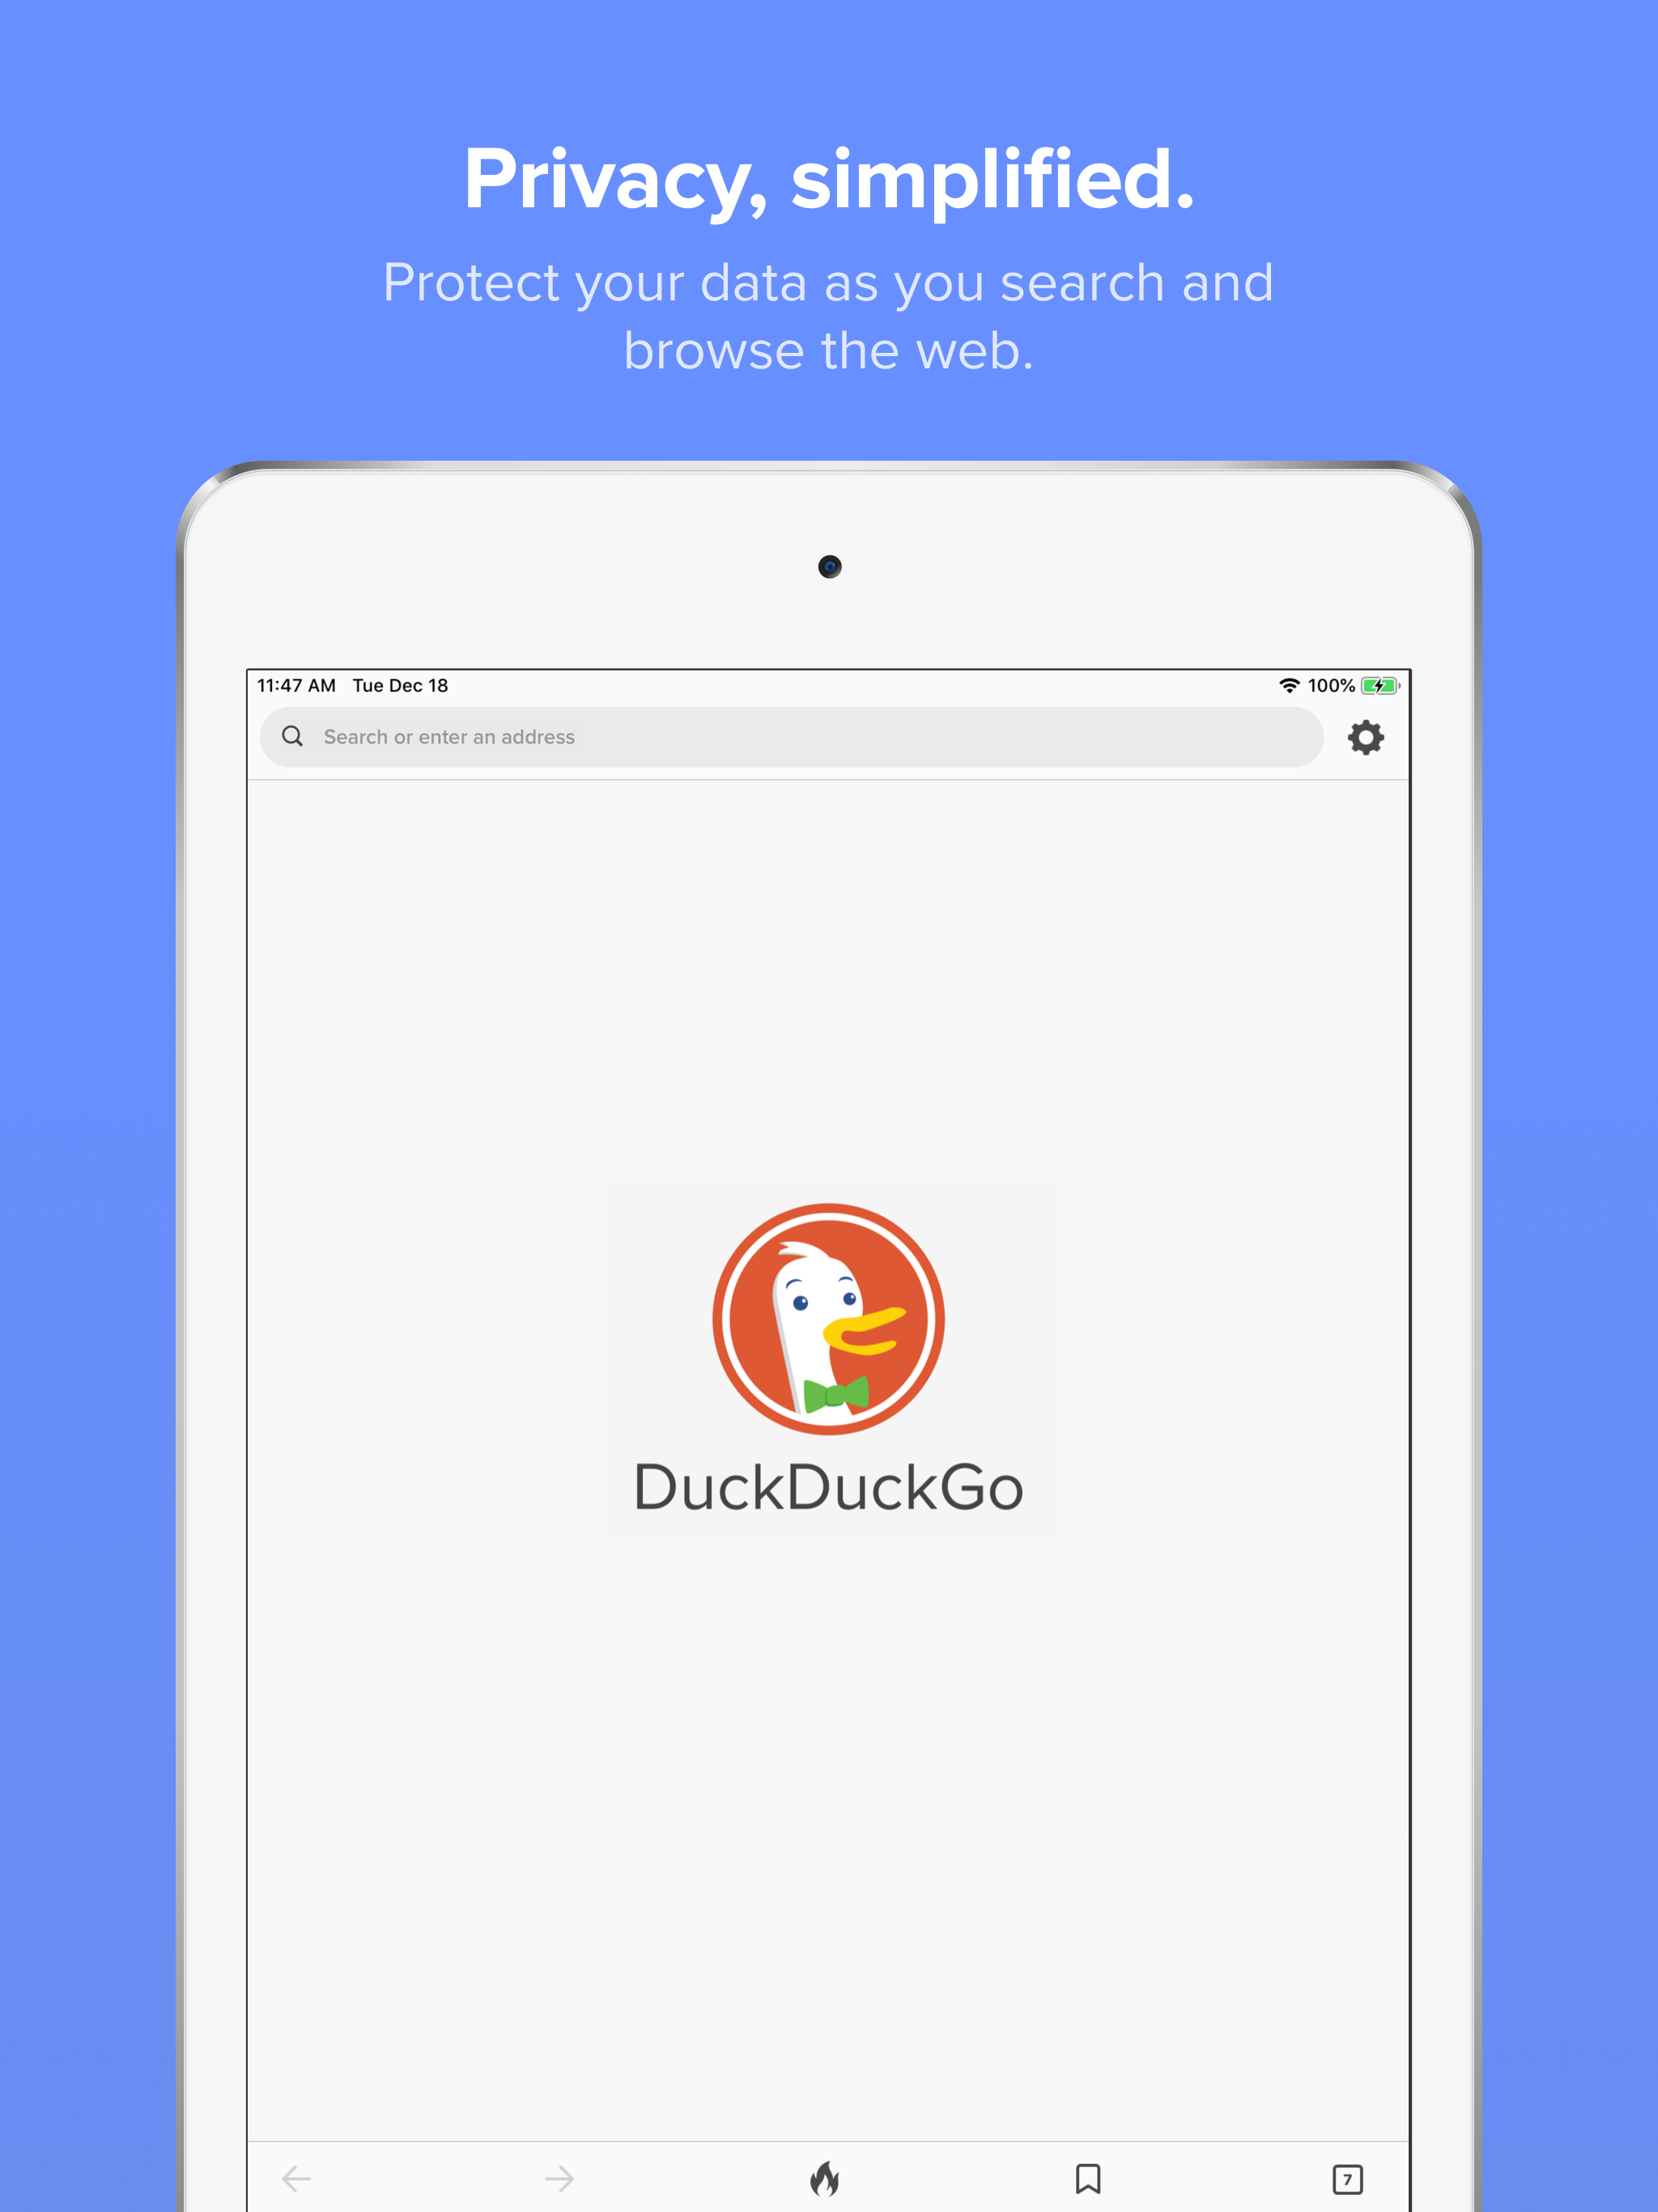 Privacy, simplified.
Protect your data as you search and
browse the web.
11:47 AM Tue Dec 18 100%
Search or enter an address
DuckDuckGo
7